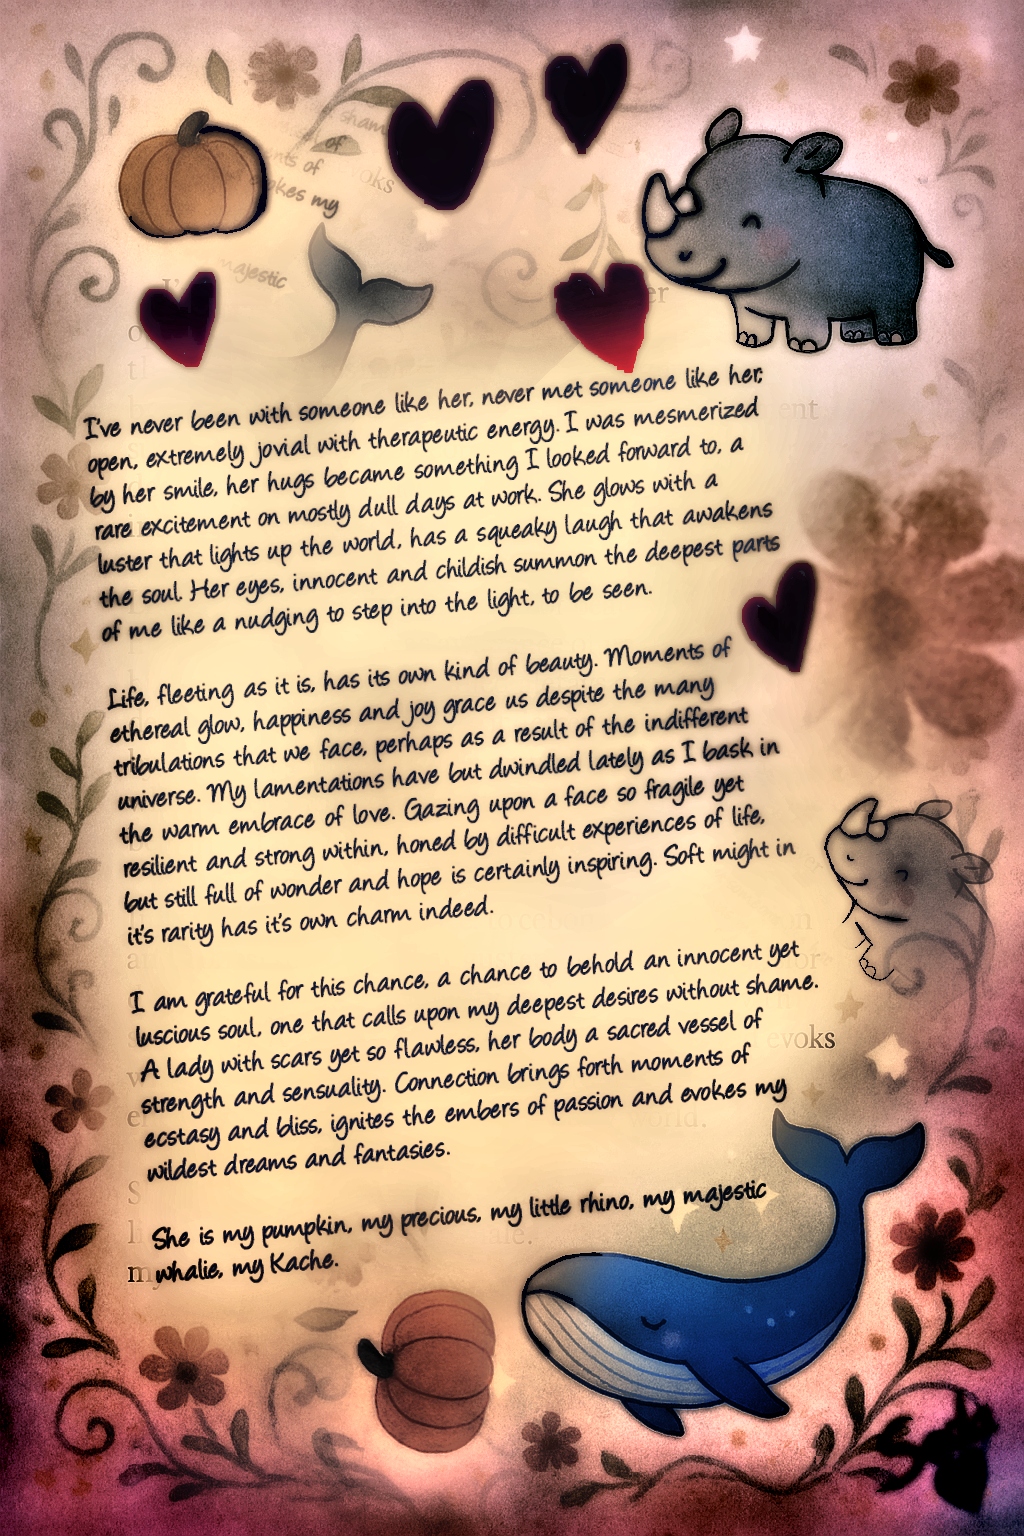 sham
of
ents of
okes my
oks
majestic
er
I've never been with someone like her, never met someone like her,
open, extremely jovial with therapeutic energy. I was mesmerized
by her smile, her hugs became something I looked forward to, a
rare excitement on mostly dull days at work. She glows with a
luster that lights up the world, has a squeaky laugh that awakens
the soul. Her eyes, innocent and childish summon the deepest parts
of me like a nudging to step into the light, to be seen.
Life, fleeting as it is, has its own kind of beauty. Moments of
ethereal glow, happiness and joy grace us despite the many
tribulations that we face, perhaps as a result of the indifferent
universe. My lamentations have but dwindled lately as I bask in
the warm embrace of love. Gazing upon a face so fragile yet
resilient and strong within, honed by difficult experiences of life,
but still full of wonder and hope is certainly inspiring. Soft might in
it's rarity has it's own charm indeed.
I am grateful for this chance, a chance to behold an innocent yet
luscious soul, one that calls upon my deepest desires without shame.
A lady with scars yet so flawless, her body a sacred vessel of
strength and sensuality. Connection brings forth moments of
evoks
ecstasy and bliss, ignites the embers of passion and evokes my
world.
wildest dreams and fantasies.
She is my pumpkin, my precious, my little rhino, my majestic
whalie, my Kache.